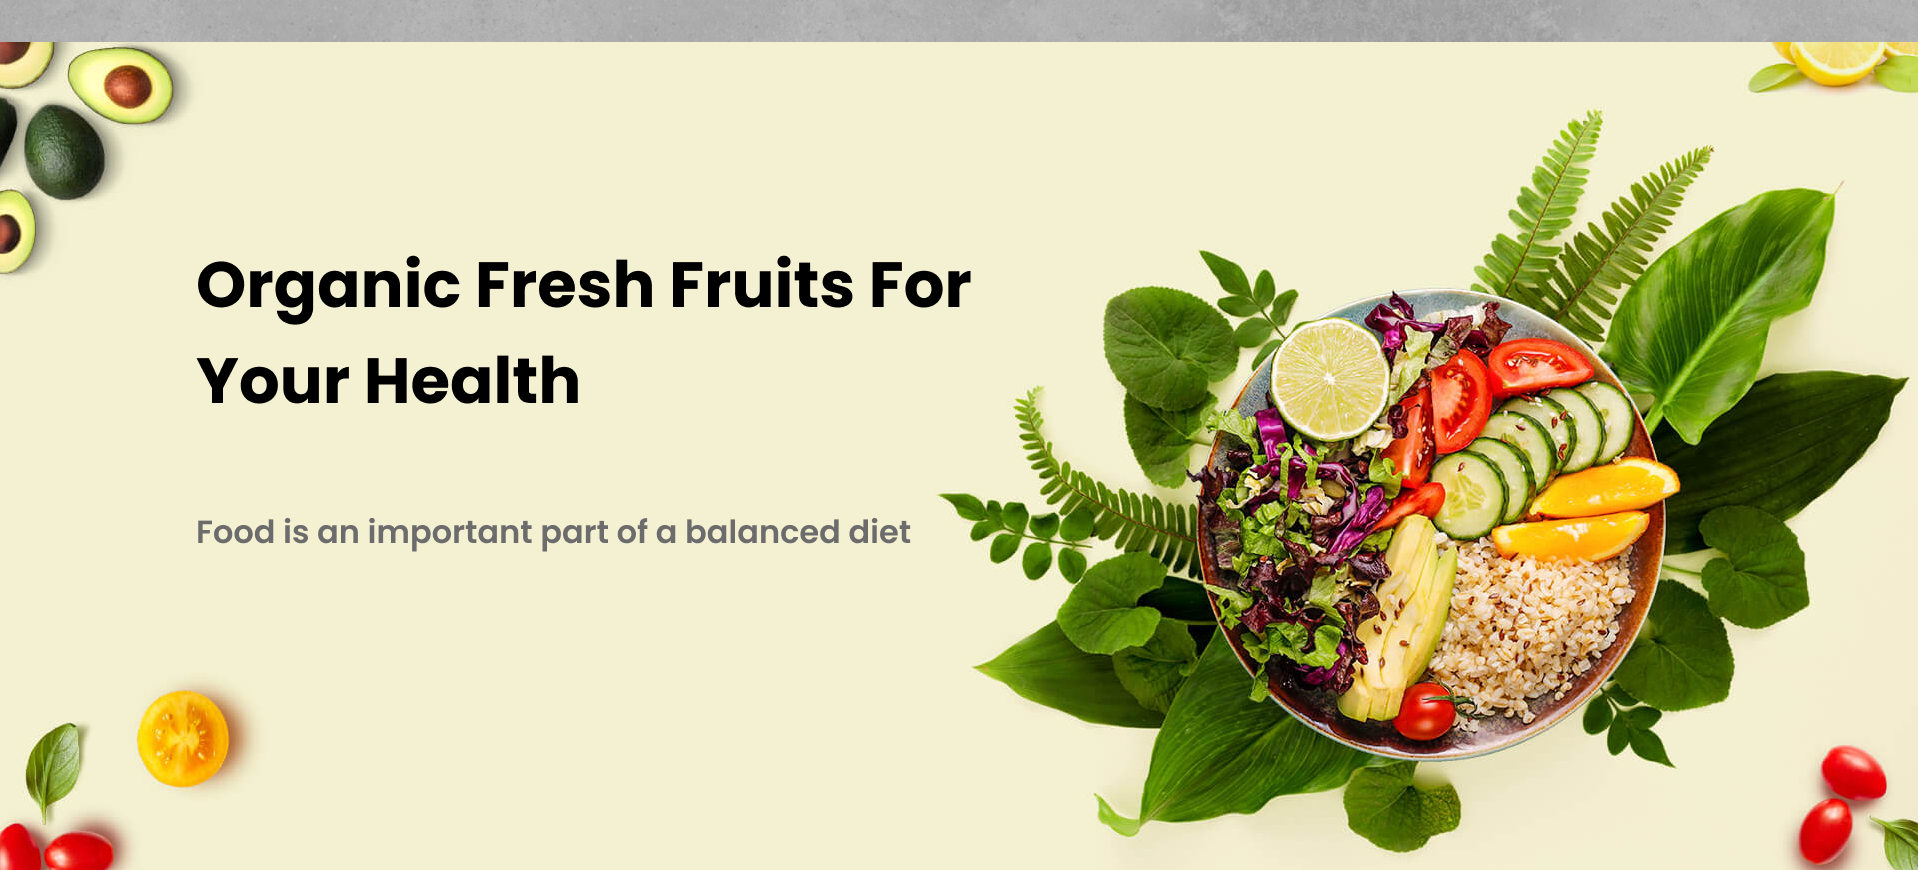 Organic Fresh Fruits For
Your Health
Food is an important part of a balanced diet